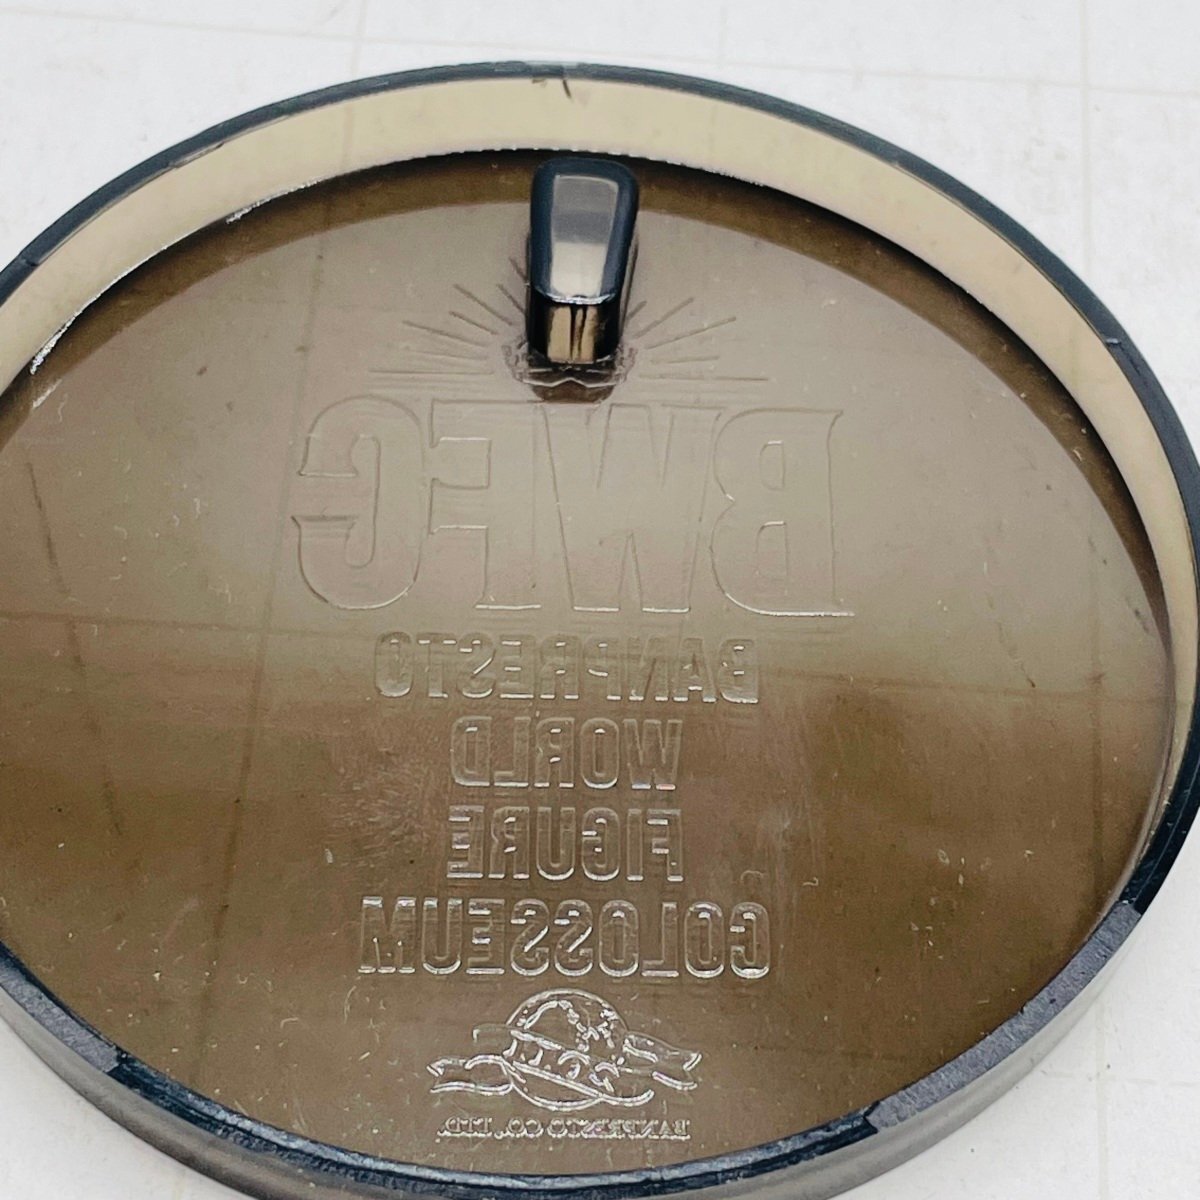 BWFC
BANPRESTO
WORLD
FIGURE
COLOSSEUM
BANPRESTO CO., LTD.